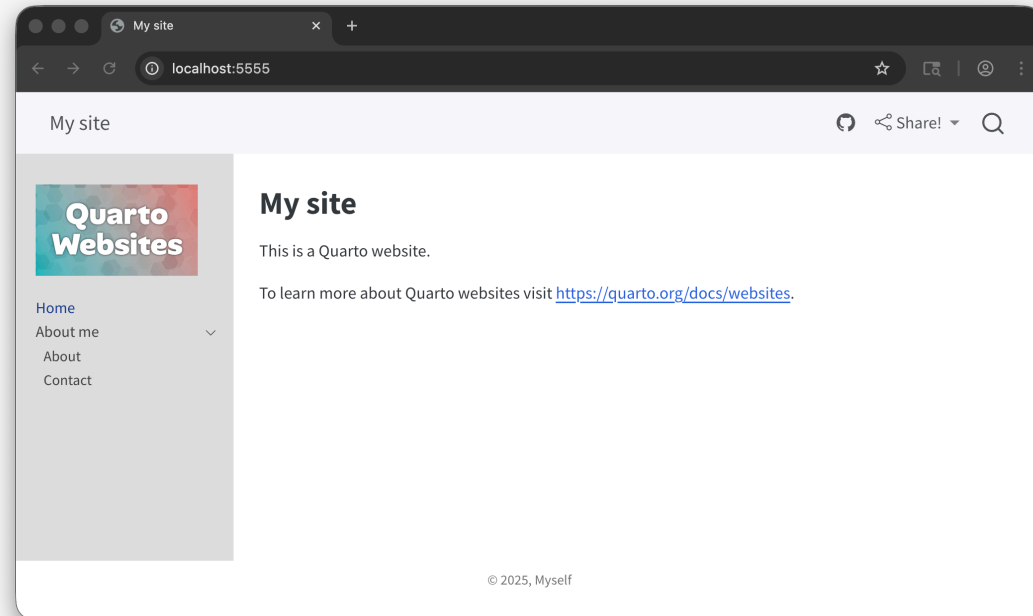 My site
localhost:5555
My site
Share!
Quarto
Websites
Home
About me
About
Contact
My site
This is a Quarto website.
To learn more about Quarto websites visit https://quarto.org/docs/websites.
© 2025, Myself